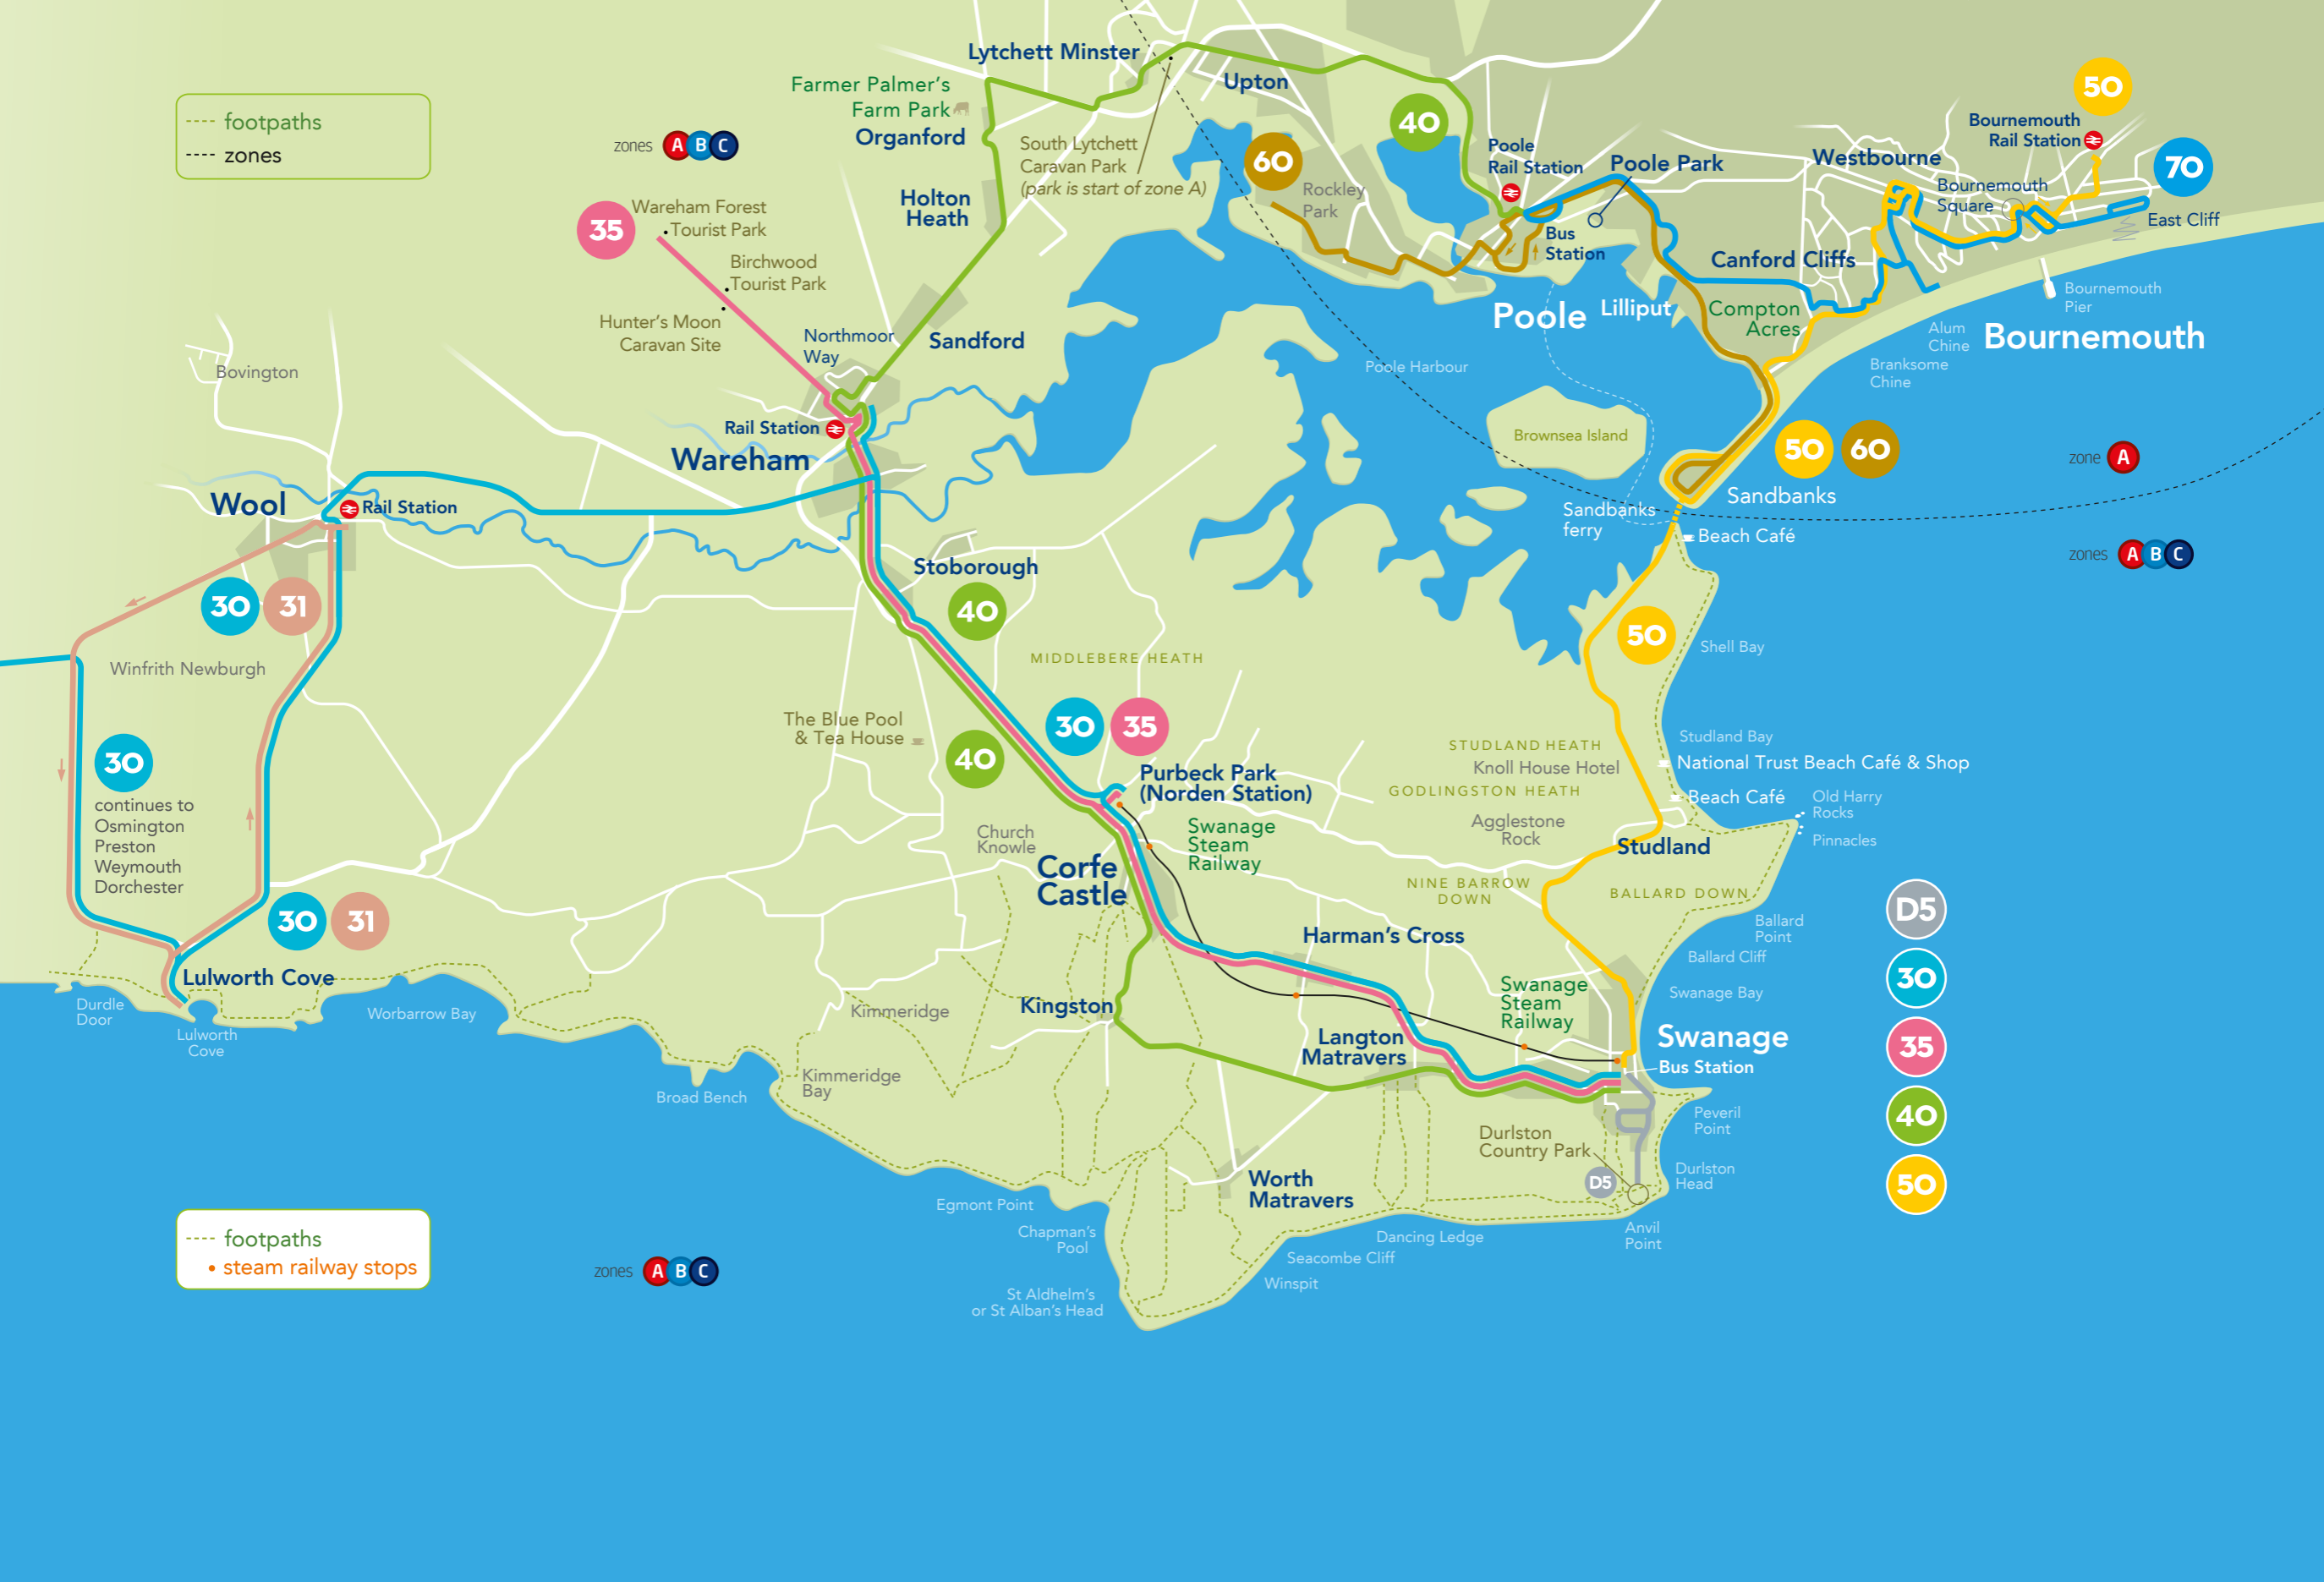 footpaths
zones
zones A B C
Lytchett Minster
Farmer Palmer's
Farm Park
Organford
Upton
South Lytchett
Caravan Park
(park is start of zone A)
Holton
Heath
40
60
Rockley
Park
Poole
Rail Station
Poole Park
Bus
Station
Westbourne
50
Bournemouth
Rail Station
70
Bournemouth
Square
East Cliff
Canford Cliffs
Compton
Acres
Poole
Lilliput
Bournemouth
Pier
Bournemouth
Alum
Chine
Branksome
Chine
35
Wareham Forest
Tourist Park
Birchwood
Tourist Park
Hunter's Moon
Caravan Site
Northmoor
Way
Sandford
Bovington
Rail Station
Wareham
Poole Harbour
Brownsea Island
50
60
Sandbanks
zone A
Sandbanks
ferry
Beach Café
zones A B C
Wool
Rail Station
Stoborough
40
30
31
Winfrith Newburgh
MIDDLEBERE HEATH
50
Shell Bay
30
continues to
Osmington
Preston
Weymouth
Dorchester
The Blue Pool
& Tea House
40
30
35
Purbeck Park
(Norden Station)
Swanage
Steam
Railway
Church
Knowle
Corfe
Castle
STUDLAND HEATH
Knoll House Hotel
GODLINGSTON HEATH
Agglestone
Rock
Studland Bay
National Trust Beach Café & Shop
Beach Café
Old Harry
Rocks
Pinnacles
Studland
NINE BARROW
DOWN
BALLARD DOWN
Ballard
Point
Ballard Cliff
Swanage Bay
30
31
Lulworth Cove
Durdle
Door
Lulworth
Cove
Worbarrow Bay
Kimmeridge
Kimmeridge
Bay
Broad Bench
Kingston
Harman's Cross
Swanage
Steam
Railway
Langton
Matravers
Swanage
Bus Station
Peveril
Point
Durlston
Country Park
D5
Durlston
Head
Anvil
Point
Worth
Matravers
Egmont Point
Chapman's
Pool
Dancing Ledge
Seacombe Cliff
Winspit
St Aldhelm's
or St Alban's Head
D5
30
35
40
50
footpaths
steam railway stops
zones A B C